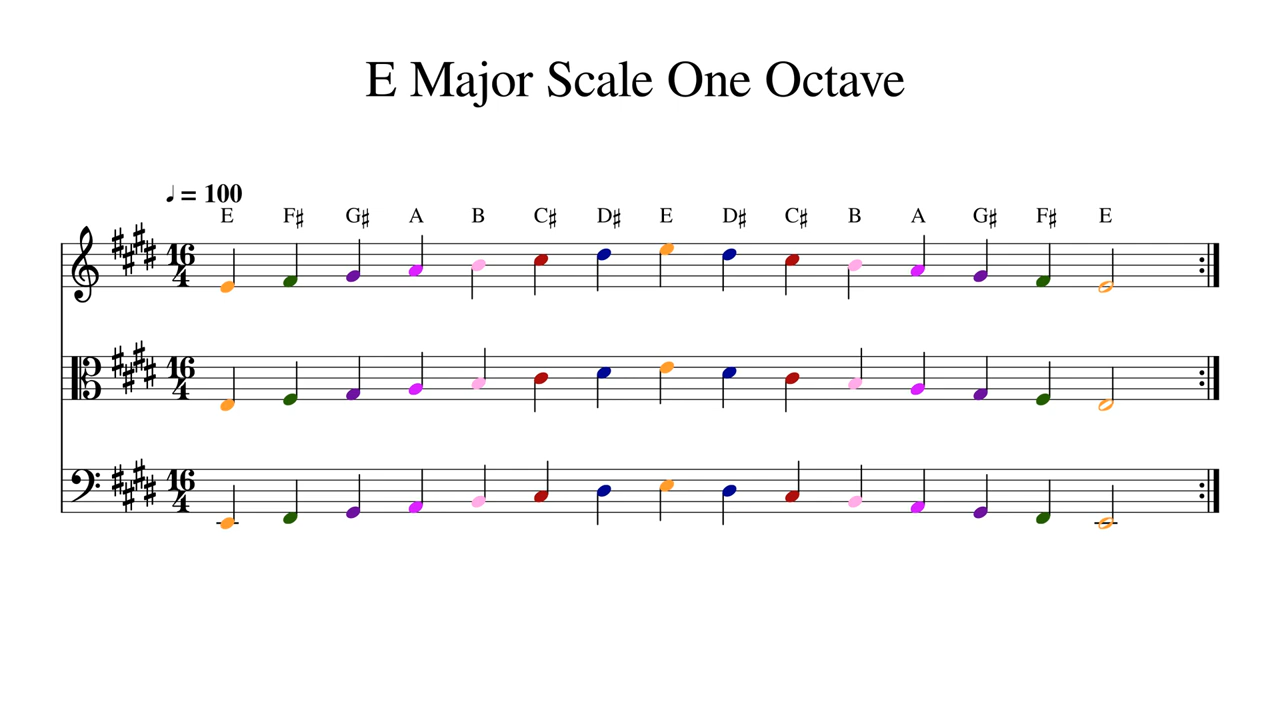 E Major Scale One Octave
♩ = 100
E F♯ G♯ A B C♯ D♯ E D♯ C♯ B A G♯ F♯ E
16
4
16
4
16
4